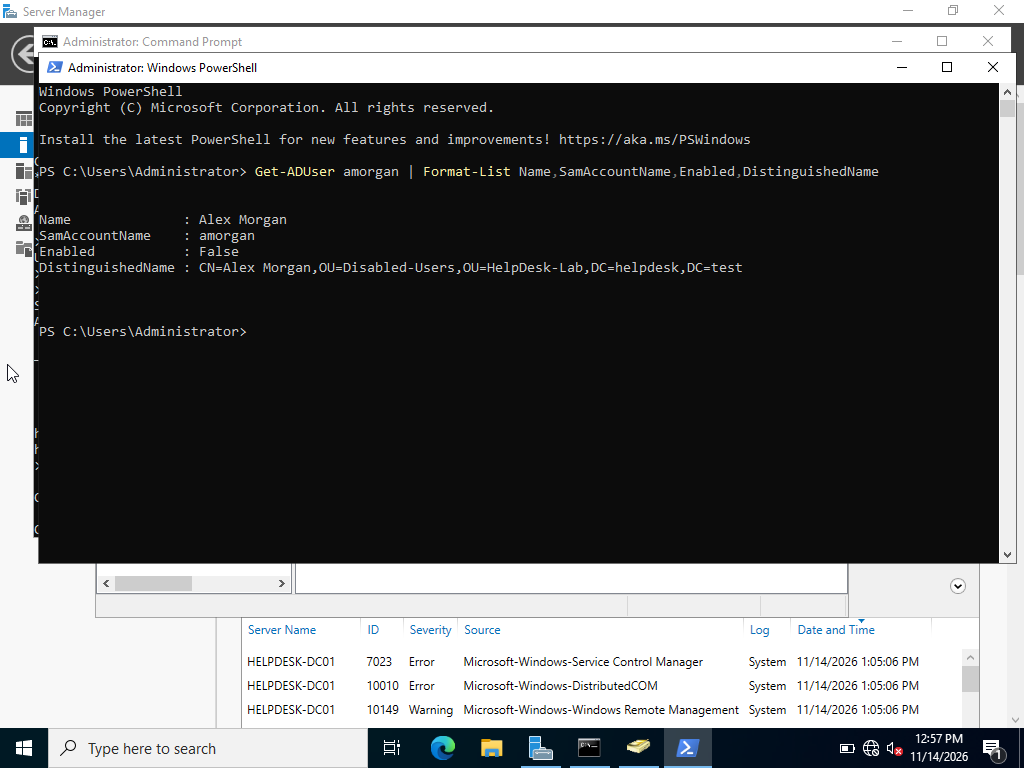 Server Manager
Administrator: Command Prompt
Administrator: Windows PowerShell
Windows PowerShell
Copyright (C) Microsoft Corporation. All rights reserved.
Install the latest PowerShell for new features and improvements! https://aka.ms/PSWindows
PS C:\Users\Administrator> Get-ADUser amorgan | Format-List Name,SamAccountName,Enabled,DistinguishedName
Name              : Alex Morgan
SamAccountName    : amorgan
Enabled           : False
DistinguishedName : CN=Alex Morgan,OU=Disabled-Users,OU=HelpDesk-Lab,DC=helpdesk,DC=test
PS C:\Users\Administrator>
Server Name ID Severity Source Log Date and Time
HELPDESK-DC01 7023 Error Microsoft-Windows-Service Control Manager System 11/14/2026 1:05:06 PM
HELPDESK-DC01 10010 Error Microsoft-Windows-DistributedCOM System 11/14/2026 1:05:06 PM
HELPDESK-DC01 10149 Warning Microsoft-Windows-Windows Remote Management System 11/14/2026 1:05:06 PM
Type here to search
12:57 PM
11/14/2026
1